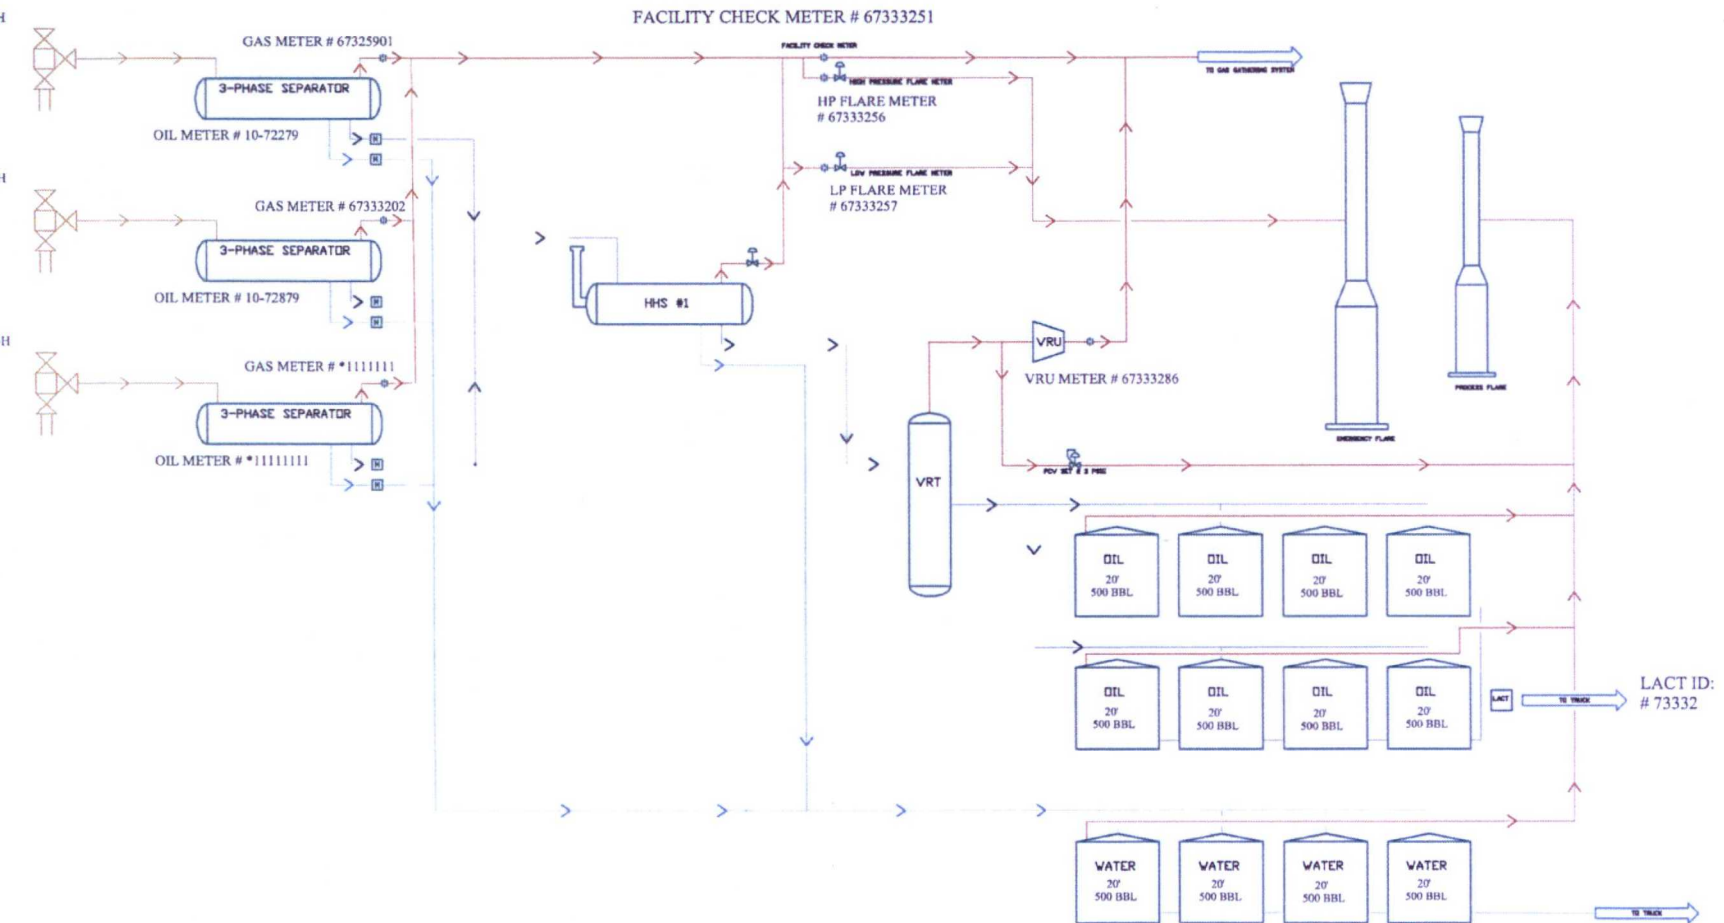 H
FACILITY CHECK METER # 67333251
GAS METER # 67325901
FACILITY CHECK METER
TO GAS GATHERING SYSTEM
3-PHASE SEPARATOR
HIGH PRESSURE FLARE METER
HP FLARE METER
# 67333256
OIL METER # 10-72279
M
M
LOW PRESSURE FLARE METER
LP FLARE METER
# 67333257
H
GAS METER # 67333202
3-PHASE SEPARATOR
OIL METER # 10-72879
M
M
HHS #1
H
VRU
VRU METER # 67333286
GAS METER # *1111111
3-PHASE SEPARATOR
PROCESS FLARE
EMERGENCY FLARE
OIL METER # *11111111
M
M
PCV SET @ 2 PSIG
VRT
OIL
20'
500 BBL
OIL
20'
500 BBL
OIL
20'
500 BBL
OIL
20'
500 BBL
OIL
20'
500 BBL
OIL
20'
500 BBL
OIL
20'
500 BBL
OIL
20'
500 BBL
LACT
TO TRUCK
LACT ID:
# 73332
WATER
20'
500 BBL
WATER
20'
500 BBL
WATER
20'
500 BBL
WATER
20'
500 BBL
TO TRUCK